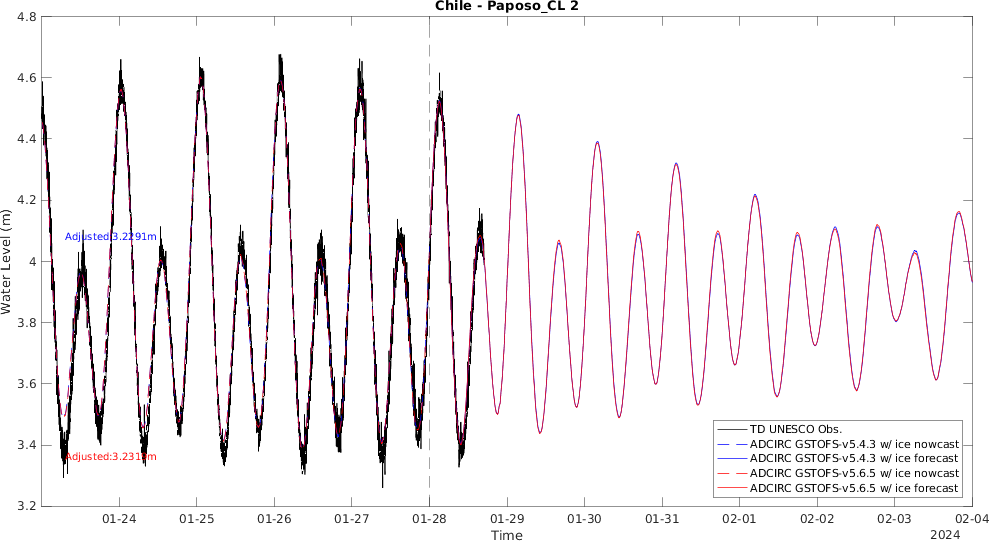 Chile - Paposo_CL 2
4.8
4.6
4.4
4.2
4
3.8
3.6
3.4
3.2
Water Level (m)
Adjusted:3.2291m
TD UNESCO Obs.
ADCIRC GSTOFS-v5.4.3 w/ ice nowcast
ADCIRC GSTOFS-v5.4.3 w/ ice forecast
ADCIRC GSTOFS-v5.6.5 w/ ice nowcast
ADCIRC GSTOFS-v5.6.5 w/ ice forecast
01-24 01-25 01-26 01-27 01-28 01-29 01-30 01-31 02-01 02-02 02-03 02-04
Time
2024